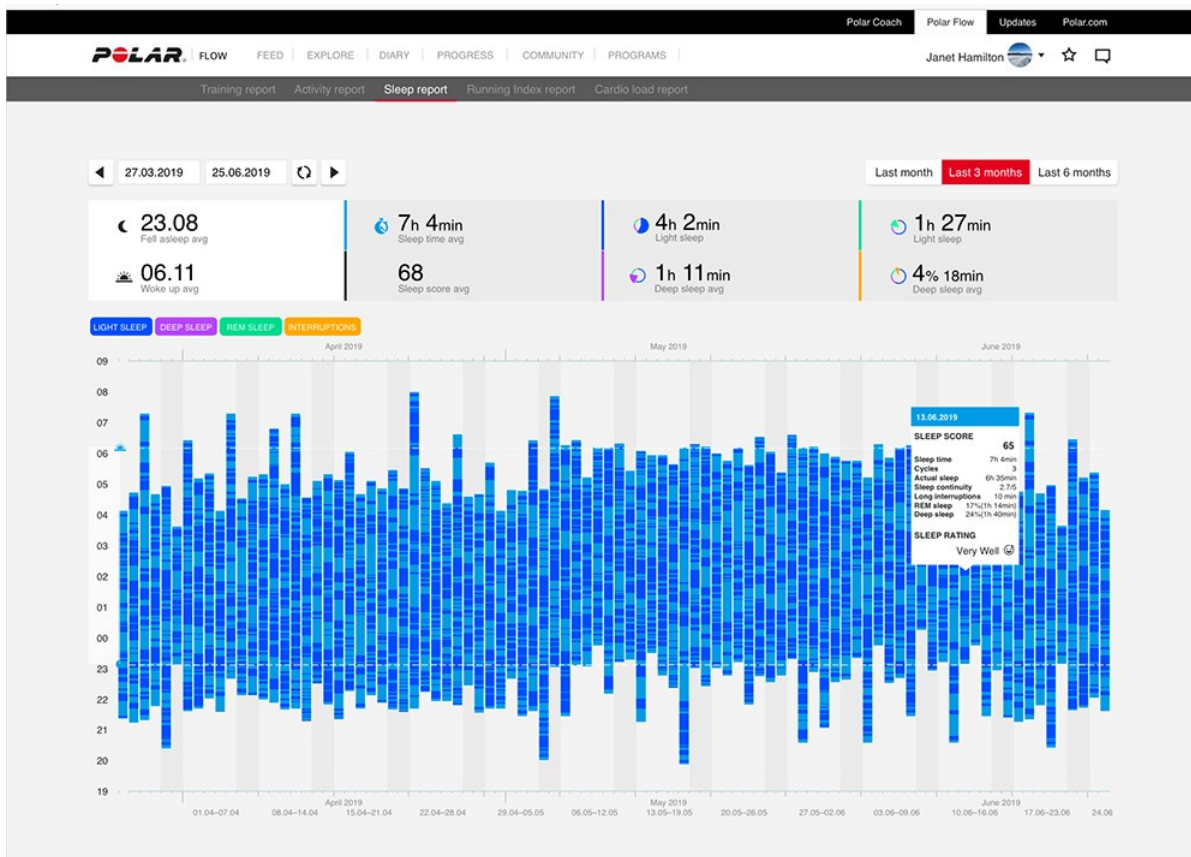 Polar Coach Polar Flow Updates Polar.com
POLAR. FLOW FEED EXPLORE DIARY PROGRESS COMMUNITY PROGRAMS Janet Hamilton
Training report Activity report Sleep report Running Index report Cardio load report
27.03.2019 25.06.2019 Last month Last 3 months Last 6 months
23.08 7h 4min 4h 2min 1h 27min
Fell asleep avg Sleep time avg Light sleep Light sleep
06.11 68 1h 11min 4% 18min
Woke up avg Sleep score avg Deep sleep avg Deep sleep avg
LIGHT SLEEP DEEP SLEEP REM SLEEP INTERRUPTIONS
April 2019 May 2019 June 2019
09
08
07
06
05
04
03
02
01
00
23
22
21
20
19
13.06.2019
SLEEP SCORE
65
Sleep time 7h 4min
Cycles 3
Actual sleep 6h 35min
Sleep continuity 2.7/5
Long interruptions 10 min
REM sleep 17%(1h 14min)
Deep sleep 24%(1h 40min)
SLEEP RATING
Very Well
April 2019 May 2019 June 2019
01.04–07.04 08.04–14.04 15.04–21.04 22.04–28.04 29.04–05.05 06.05–12.05 13.05–19.05 20.05–26.05 27.05–02.06 03.06–09.06 10.06–16.06 17.06–23.06 24.06